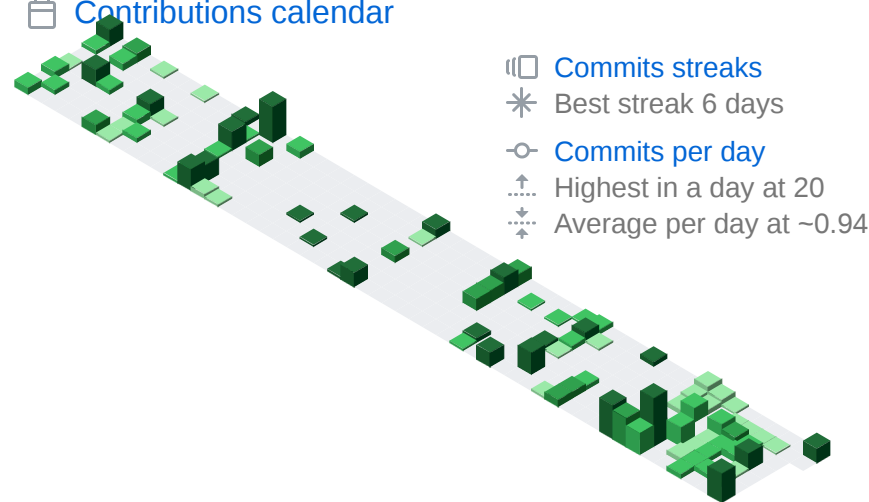 Contributions calendar
Commits streaks
Best streak 6 days
Commits per day
Highest in a day at 20
Average per day at ~0.94